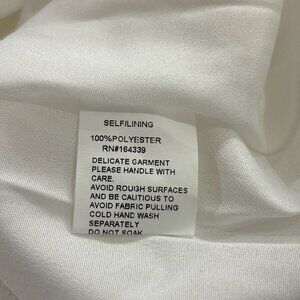 SELF/LINING
100%POLYESTER
RN#164339
DELICATE GARMENT
PLEASE HANDLE WITH
CARE.
AVOID ROUGH SURFACES
AND BE CAUTIOUS TO
AVOID FABRIC PULLING
COLD HAND WASH
SEPARATELY
DO NOT SOAK